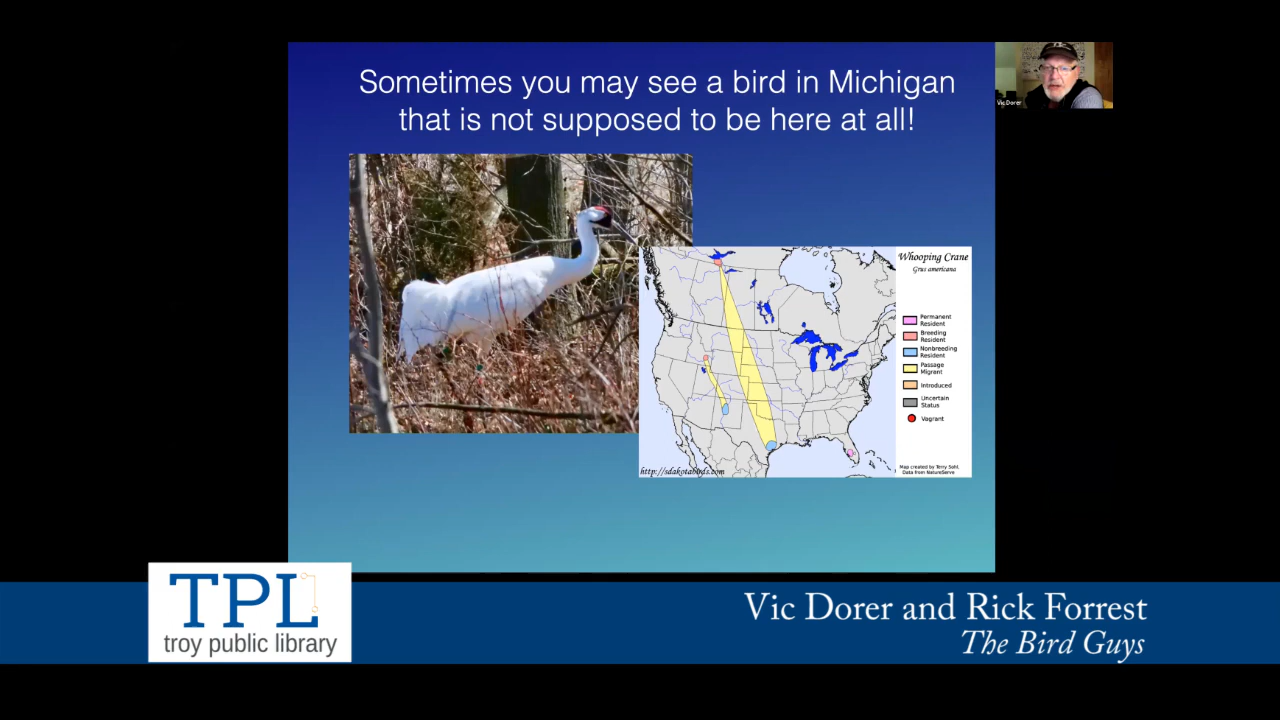 Sometimes you may see a bird in Michigan
that is not supposed to be here at all!
Vic Dorer
Whooping Crane
Grus americana
Permanent
Resident
Breeding
Resident
Nonbreeding
Resident
Passage
Migrant
Introduced
Uncertain
Status
Vagrant
http://sdakotabirds.com
Map created by Terry Sohl
Data from NatureServe
TPL
troy public library
Vic Dorer and Rick Forrest
The Bird Guys